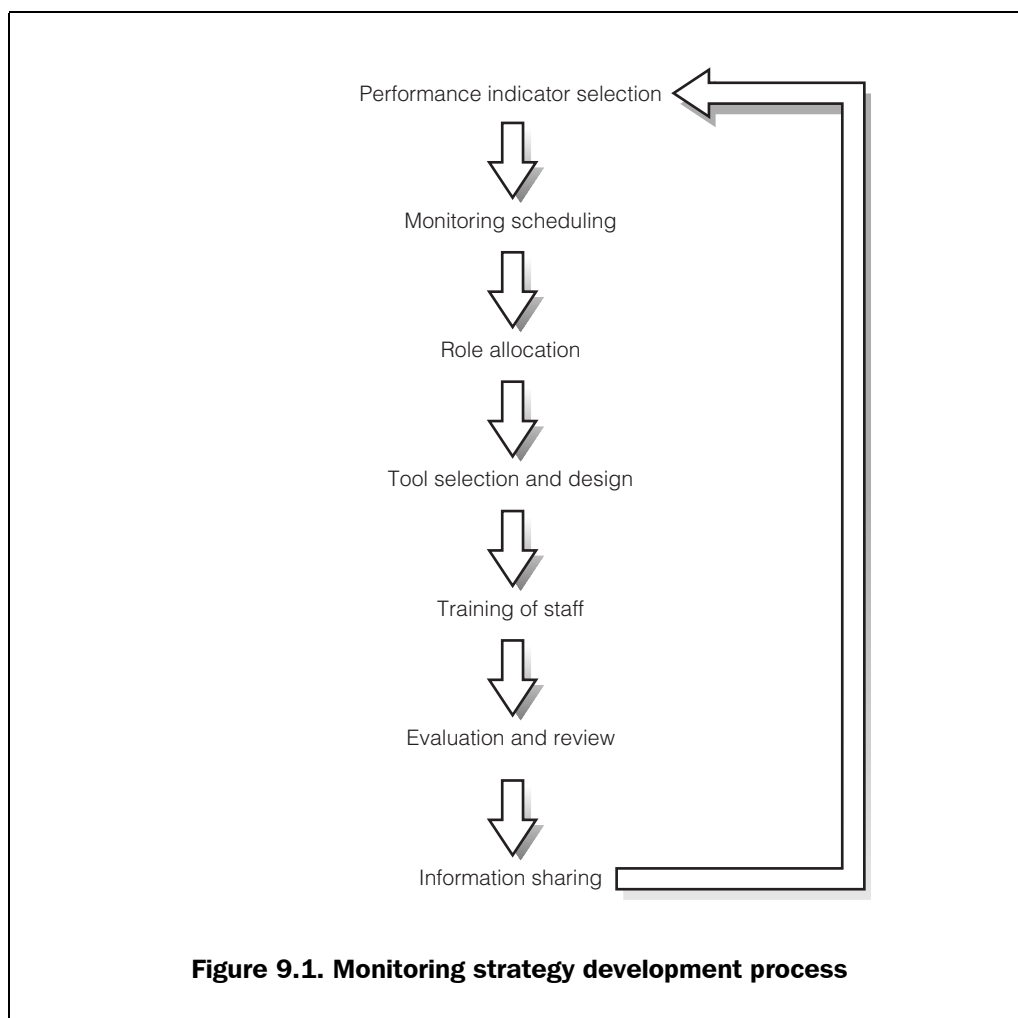 Performance indicator selection
Monitoring scheduling
Role allocation
Tool selection and design
Training of staff
Evaluation and review
Information sharing
Figure 9.1. Monitoring strategy development process